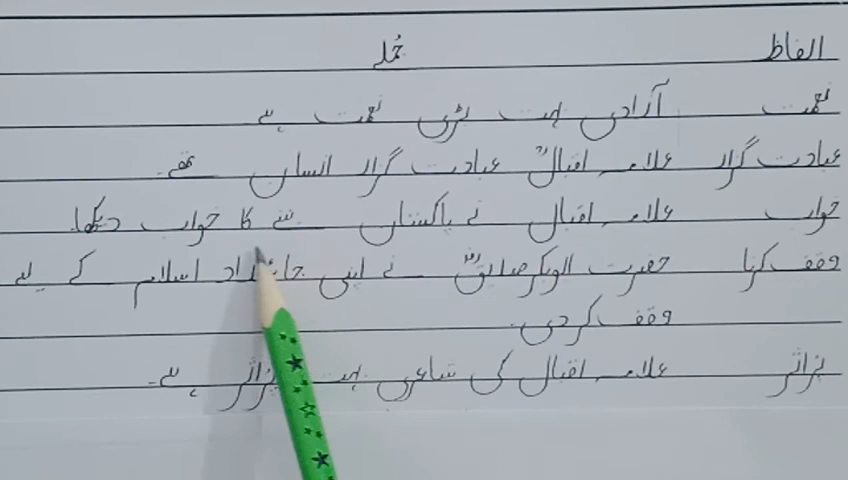 الفاظ جملے
نعمت آزادی بہت بڑی نعمت ہے
عبادت گزار علامہ اقبالؒ عبادت گزار انسان تھے۔
خواب علامہ اقبال نے پاکستان بننے کا خواب دیکھا۔
وقف کرنا حضرت ابوبکر صدیقؓ نے اپنی جائیداد اسلام کے لیے
وقف کر دی۔
پُراثر علامہ اقبال کی شاعری بہت پُراثر ہے۔